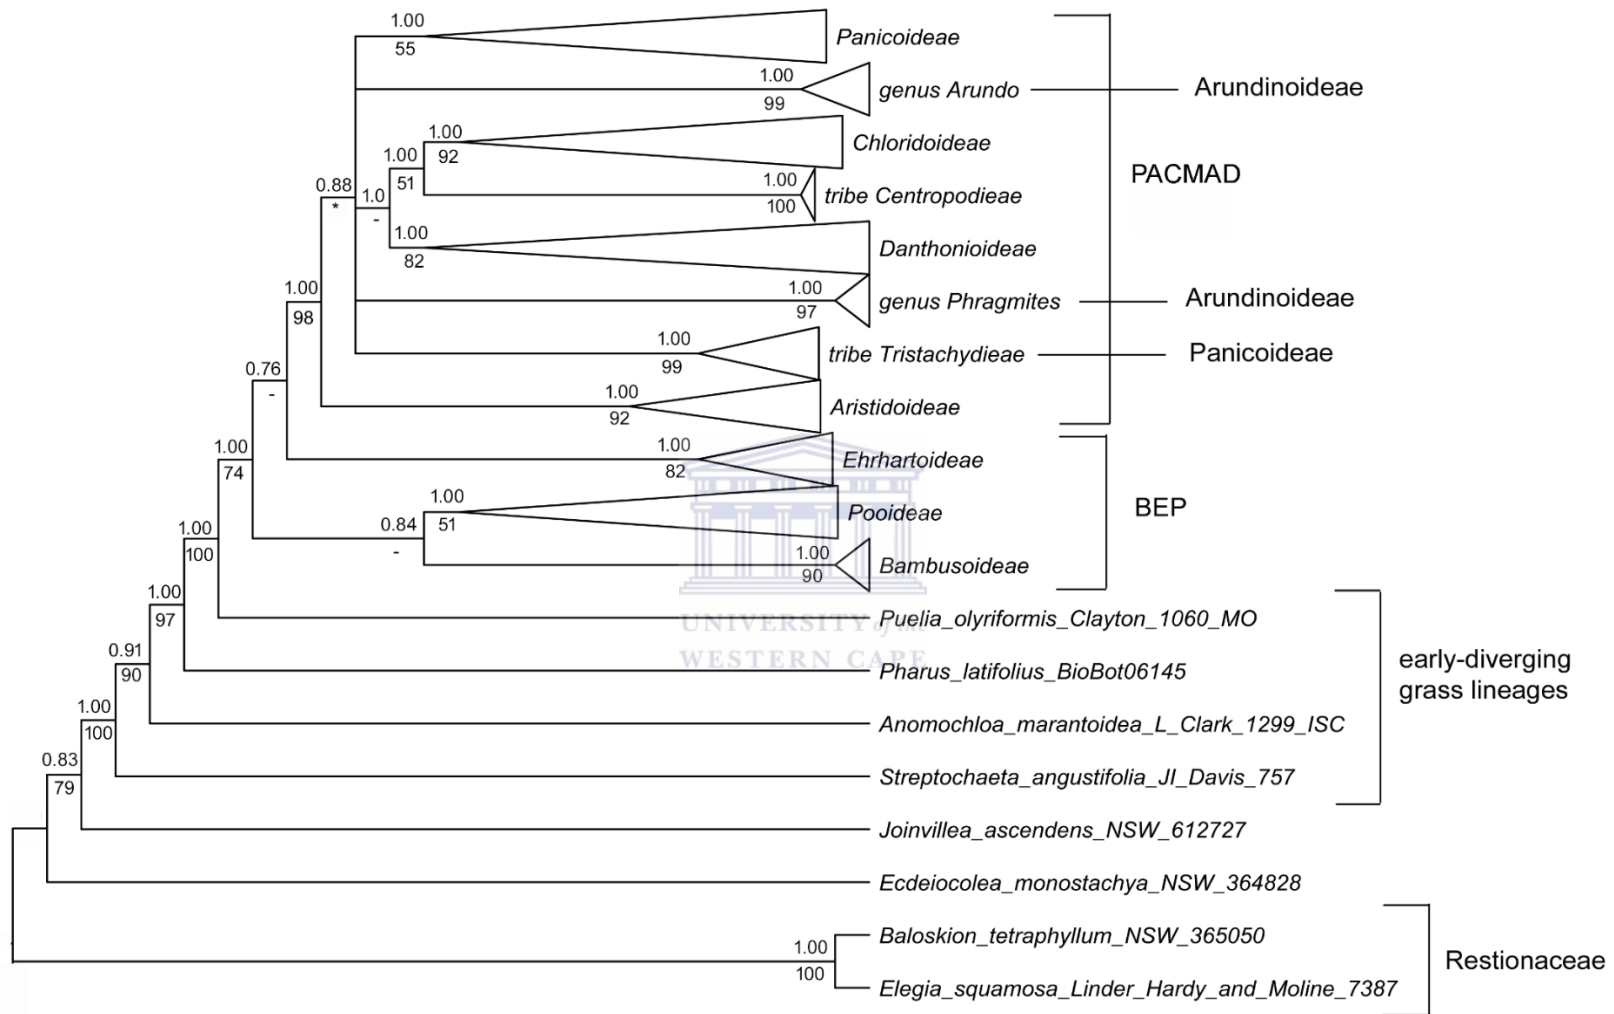 1.00
55
Panicoideae
1.00
99
genus Arundo
Arundinoideae
1.00
92
Chloridoideae
1.00
51
1.00
100
tribe Centropodieae
PACMAD
0.88
*
1.0
-
1.00
82
Danthonioideae
1.00
98
1.00
97
genus Phragmites
Arundinoideae
1.00
99
tribe Tristachydieae
Panicoideae
0.76
-
1.00
92
Aristidoideae
1.00
74
1.00
82
Ehrhartoideae
1.00
51
Pooideae
BEP
0.84
-
1.00
100
1.00
90
Bambusoideae
1.00
97
Puelia_olyriformis_Clayton_1060_MO
UNIVERSITY of the
WESTERN CAPE
0.91
90
Pharus_latifolius_BioBot06145
early-diverging
grass lineages
1.00
100
Anomochloa_marantoidea_L_Clark_1299_ISC
0.83
79
Streptochaeta_angustifolia_JI_Davis_757
Joinvillea_ascendens_NSW_612727
Ecdeiocolea_monostachya_NSW_364828
1.00
100
Baloskion_tetraphyllum_NSW_365050
Restionaceae
Elegia_squamosa_Linder_Hardy_and_Moline_7387